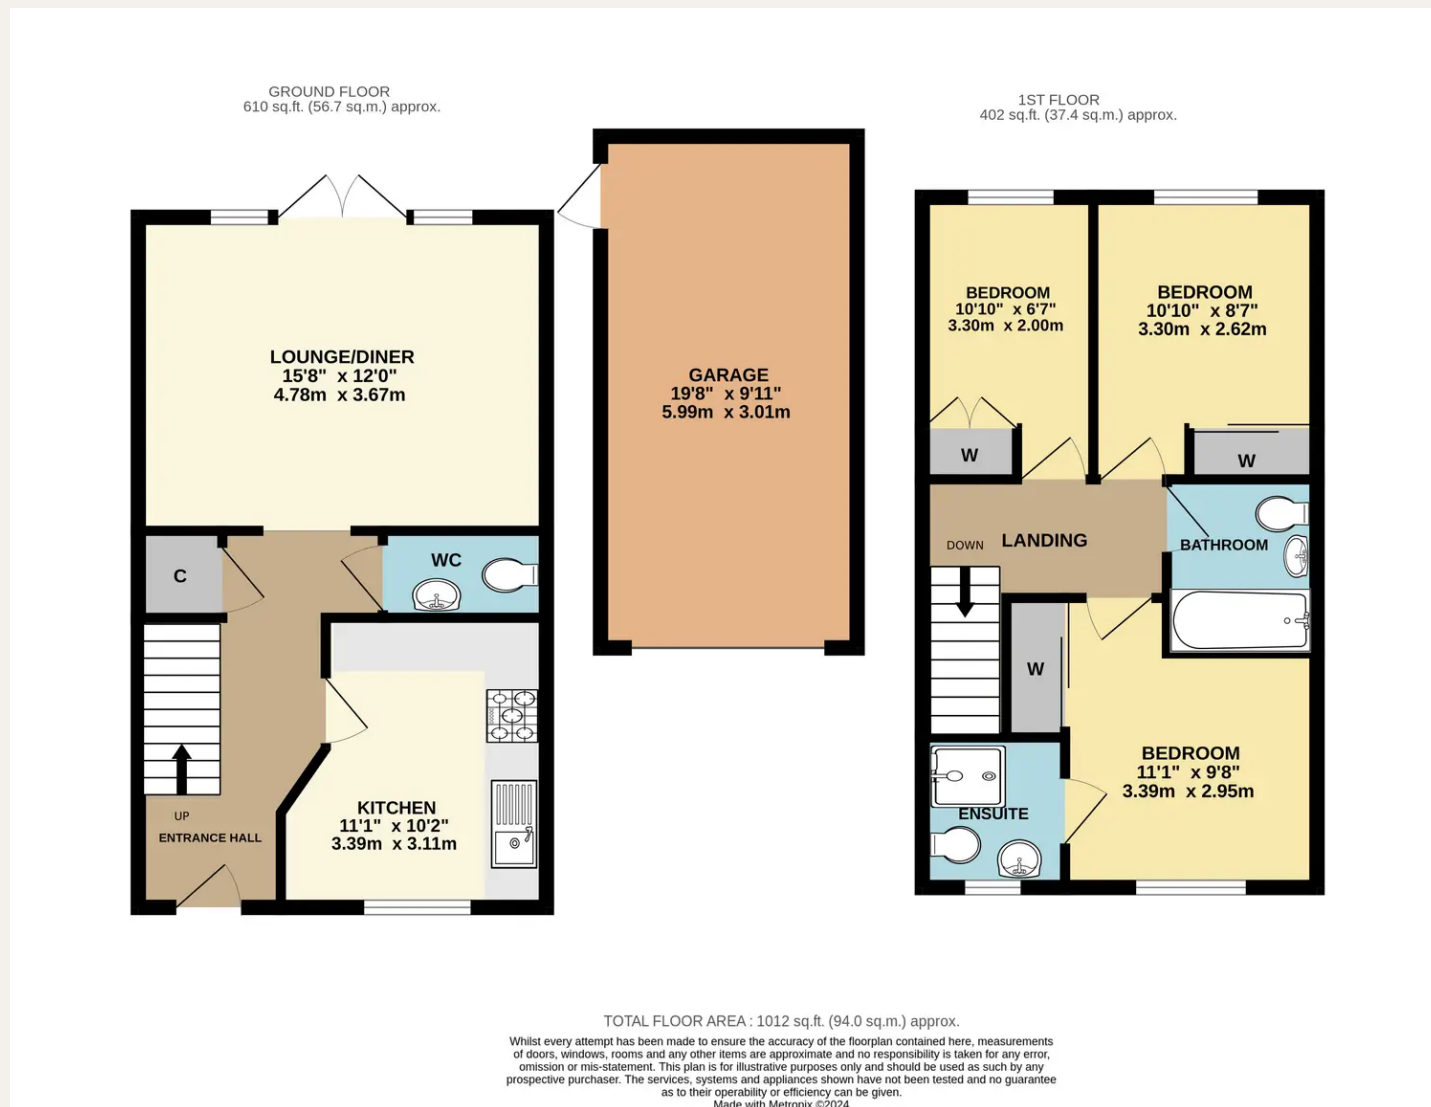 GROUND FLOOR
610 sq.ft. (56.7 sq.m.) approx.
1ST FLOOR
402 sq.ft. (37.4 sq.m.) approx.
LOUNGE/DINER
15'8" x 12'0"
4.78m x 3.67m
C
WC
UP
ENTRANCE HALL
KITCHEN
11'1" x 10'2"
3.39m x 3.11m
GARAGE
19'8" x 9'11"
5.99m x 3.01m
BEDROOM
10'10" x 6'7"
3.30m x 2.00m
BEDROOM
10'10" x 8'7"
3.30m x 2.62m
W
W
DOWN
LANDING
BATHROOM
W
BEDROOM
11'1" x 9'8"
3.39m x 2.95m
ENSUITE
TOTAL FLOOR AREA : 1012 sq.ft. (94.0 sq.m.) approx.
Whilst every attempt has been made to ensure the accuracy of the floorplan contained here, measurements
of doors, windows, rooms and any other items are approximate and no responsibility is taken for any error,
omission or mis-statement. This plan is for illustrative purposes only and should be used as such by any
prospective purchaser. The services, systems and appliances shown have not been tested and no guarantee
as to their operability or efficiency can be given.
Made with Metropix ©2024